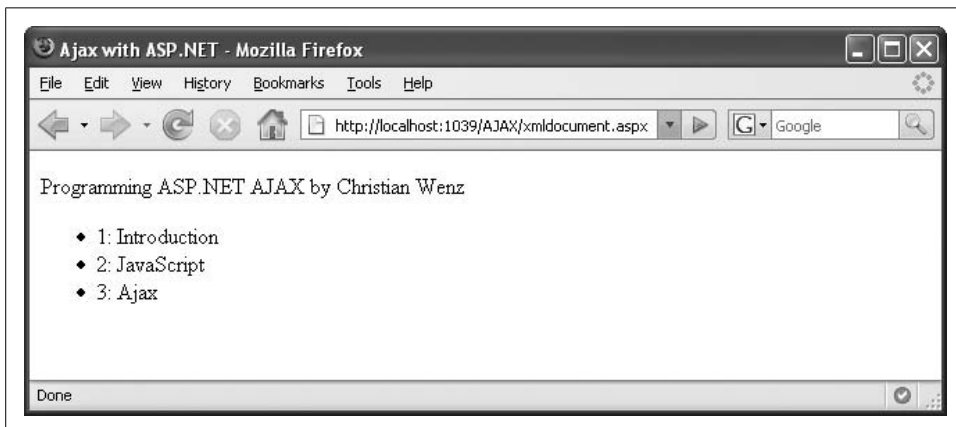 Ajax with ASP.NET - Mozilla Firefox
File Edit View History Bookmarks Tools Help
http://localhost:1039/AJAX/xmldocument.aspx G Google
Programming ASP.NET AJAX by Christian Wenz
• 1: Introduction
• 2: JavaScript
• 3: Ajax
Done